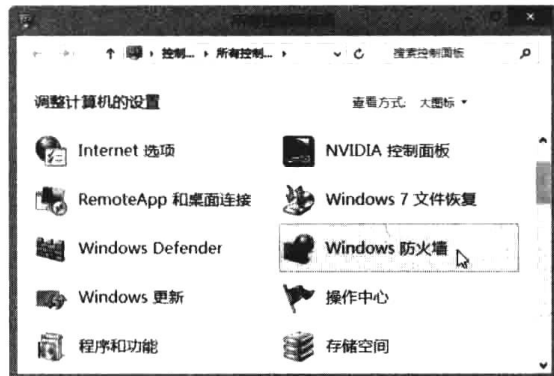 控制... 所有控制... 搜索控制面板
调整计算机的设置 查看方式: 大图标
Internet 选项 NVIDIA 控制面板
RemoteApp 和桌面连接 Windows 7 文件恢复
Windows Defender Windows 防火墙
Windows 更新 操作中心
程序和功能 存储空间